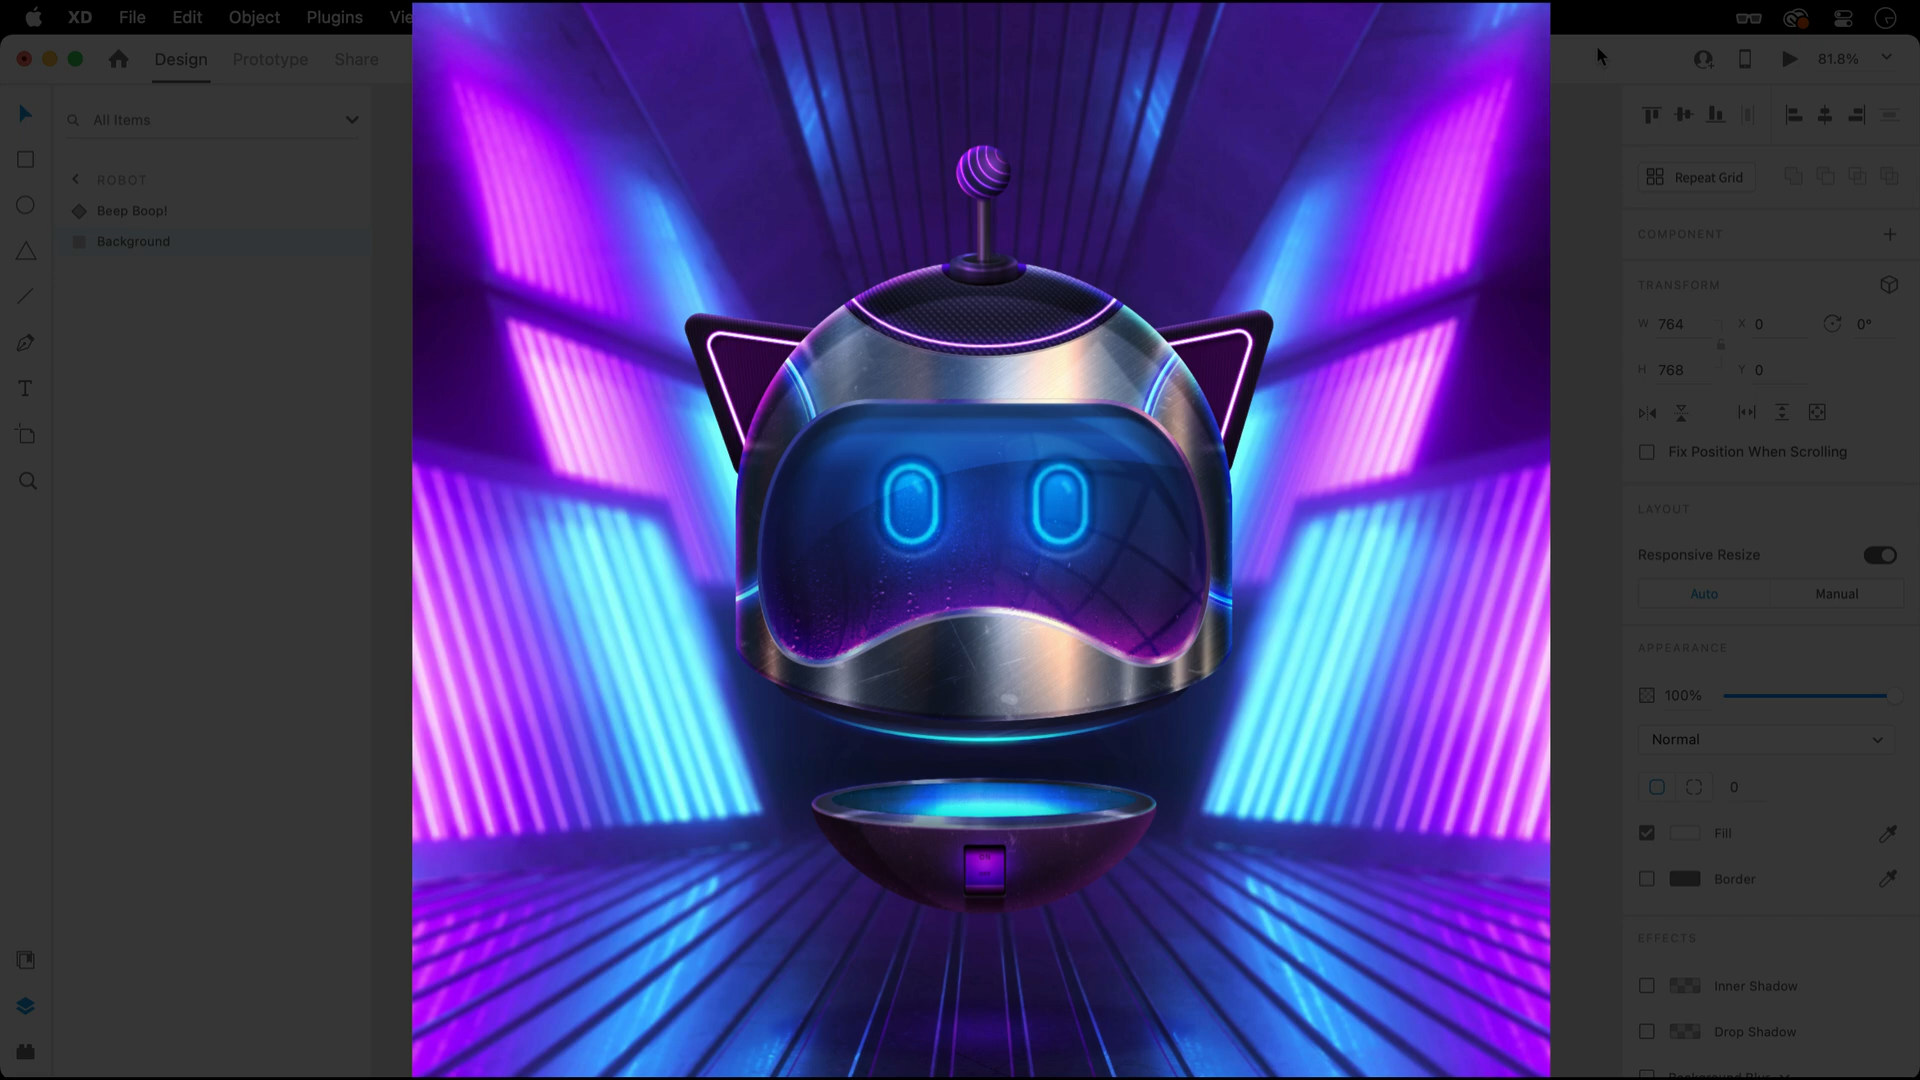 XD File Edit Object Plugins
Design Prototype Share
81.8%
All Items
ROBOT
Beep Boop!
Background
Repeat Grid
COMPONENT
TRANSFORM
W 764 X 0 0°
H 768 Y 0
Fix Position When Scrolling
LAYOUT
Responsive Resize
Auto Manual
APPEARANCE
100%
Normal
0
Fill
Border
EFFECTS
Inner Shadow
Drop Shadow
T
ON